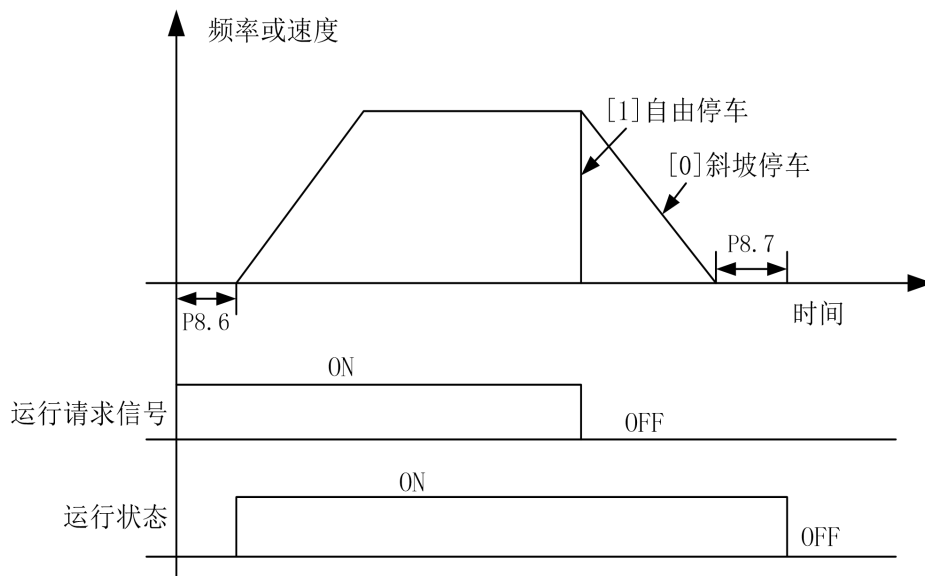 频率或速度
[1]自由停车
[0]斜坡停车
P8.7
P8.6
时间
ON
运行请求信号
OFF
ON
运行状态
OFF